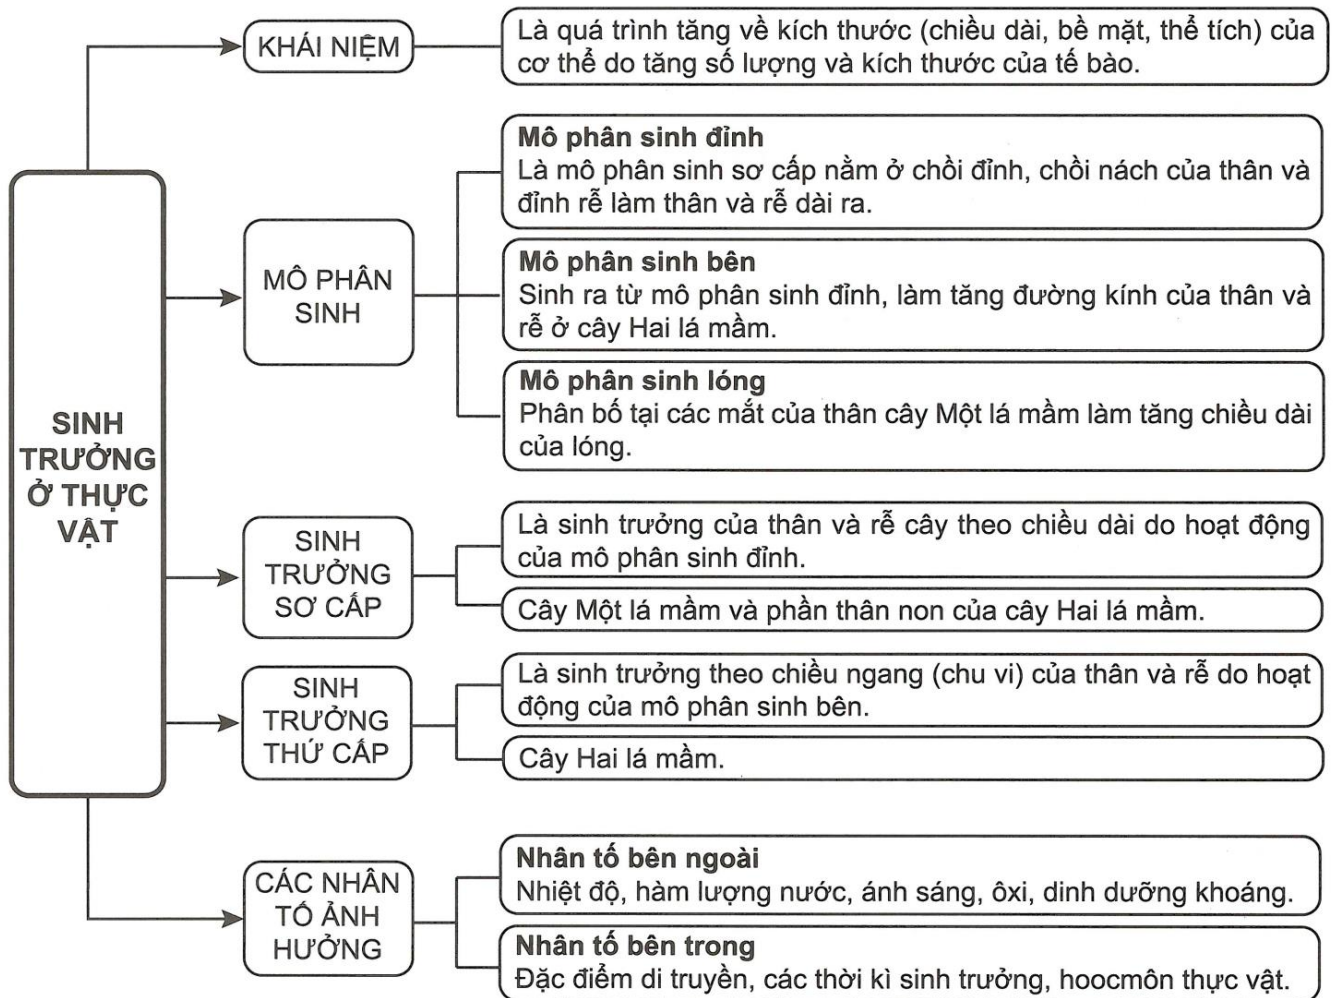 SINH
TRƯỞNG
Ở THỰC
VẬT
KHÁI NIỆM
Là quá trình tăng về kích thước (chiều dài, bề mặt, thể tích) của
cơ thể do tăng số lượng và kích thước của tế bào.
MÔ PHÂN
SINH
Mô phân sinh đỉnh
Là mô phân sinh sơ cấp nằm ở chồi đỉnh, chồi nách của thân và
đỉnh rễ làm thân và rễ dài ra.
Mô phân sinh bên
Sinh ra từ mô phân sinh đỉnh, làm tăng đường kính của thân và
rễ ở cây Hai lá mầm.
Mô phân sinh lóng
Phân bố tại các mắt của thân cây Một lá mầm làm tăng chiều dài
của lóng.
SINH
TRƯỞNG
SƠ CẤP
Là sinh trưởng của thân và rễ cây theo chiều dài do hoạt động
của mô phân sinh đỉnh.
Cây Một lá mầm và phần thân non của cây Hai lá mầm.
SINH
TRƯỞNG
THỨ CẤP
Là sinh trưởng theo chiều ngang (chu vi) của thân và rễ do hoạt
động của mô phân sinh bên.
Cây Hai lá mầm.
CÁC NHÂN
TỐ ẢNH
HƯỞNG
Nhân tố bên ngoài
Nhiệt độ, hàm lượng nước, ánh sáng, ôxi, dinh dưỡng khoáng.
Nhân tố bên trong
Đặc điểm di truyền, các thời kì sinh trưởng, hoocmôn thực vật.